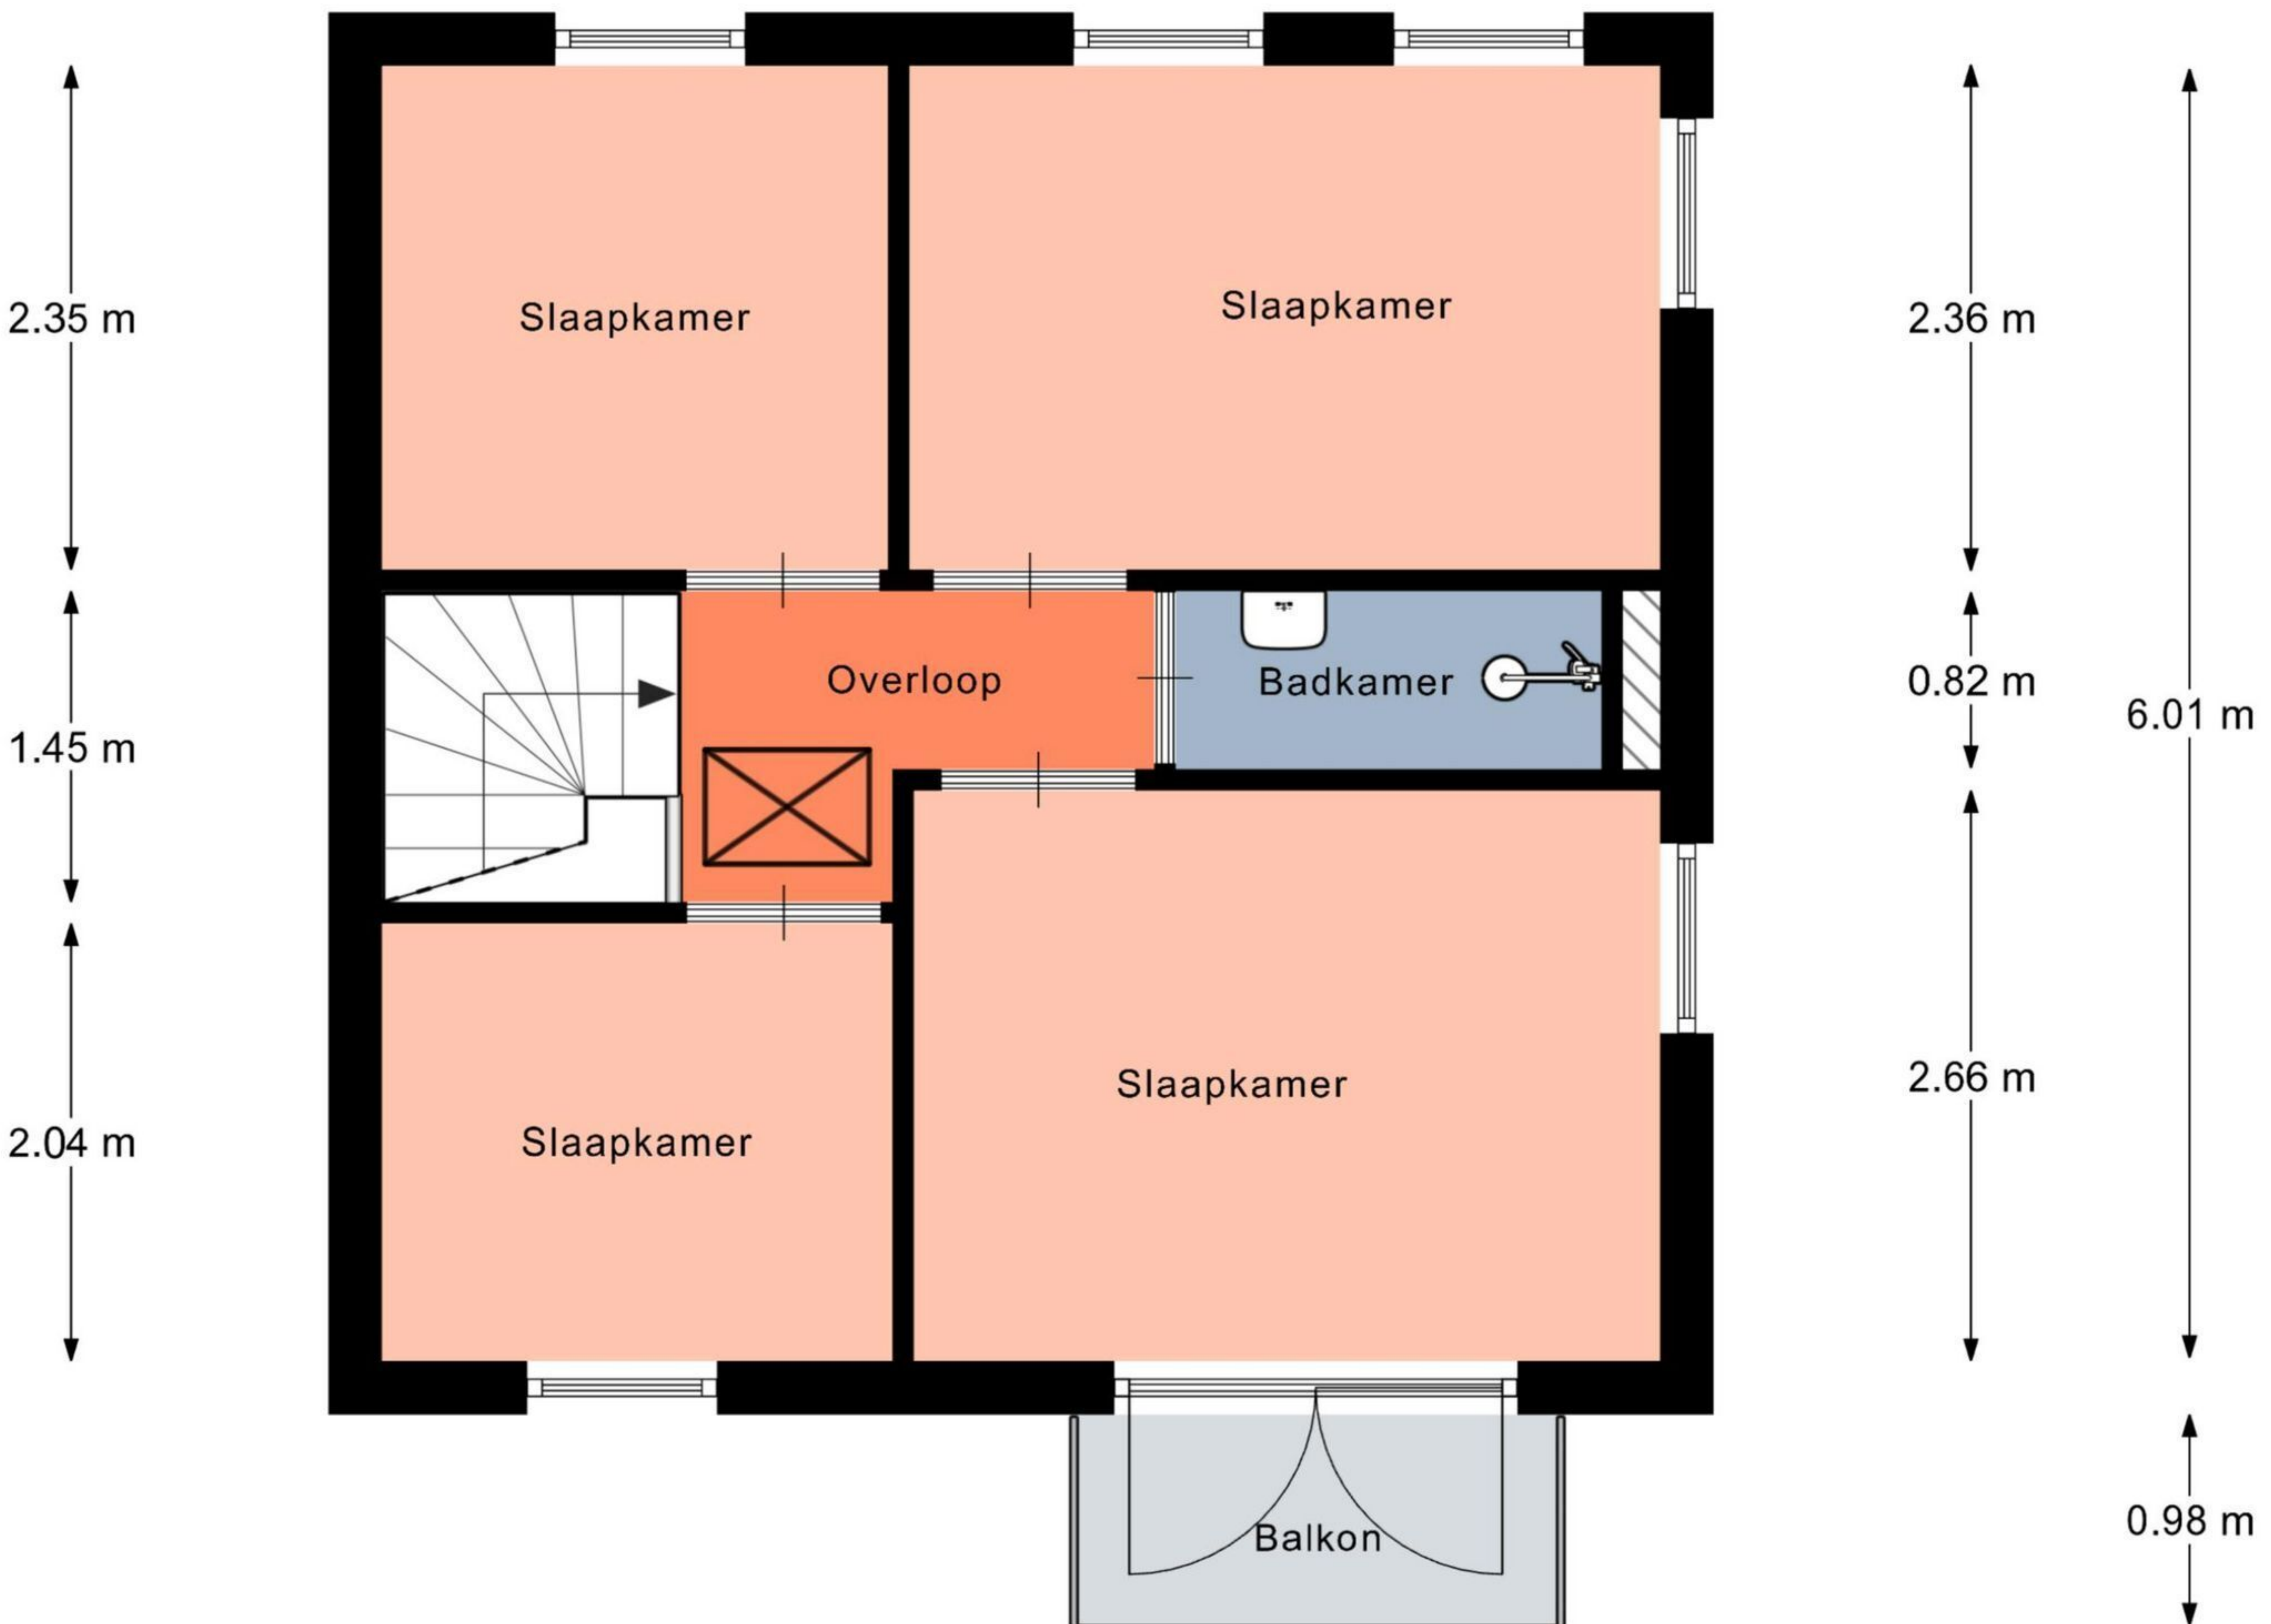 2.35 m
Slaapkamer
Slaapkamer
2.36 m
Overloop
Badkamer
0.82 m
6.01 m
1.45 m
Slaapkamer
2.66 m
2.04 m
Slaapkamer
Balkon
0.98 m